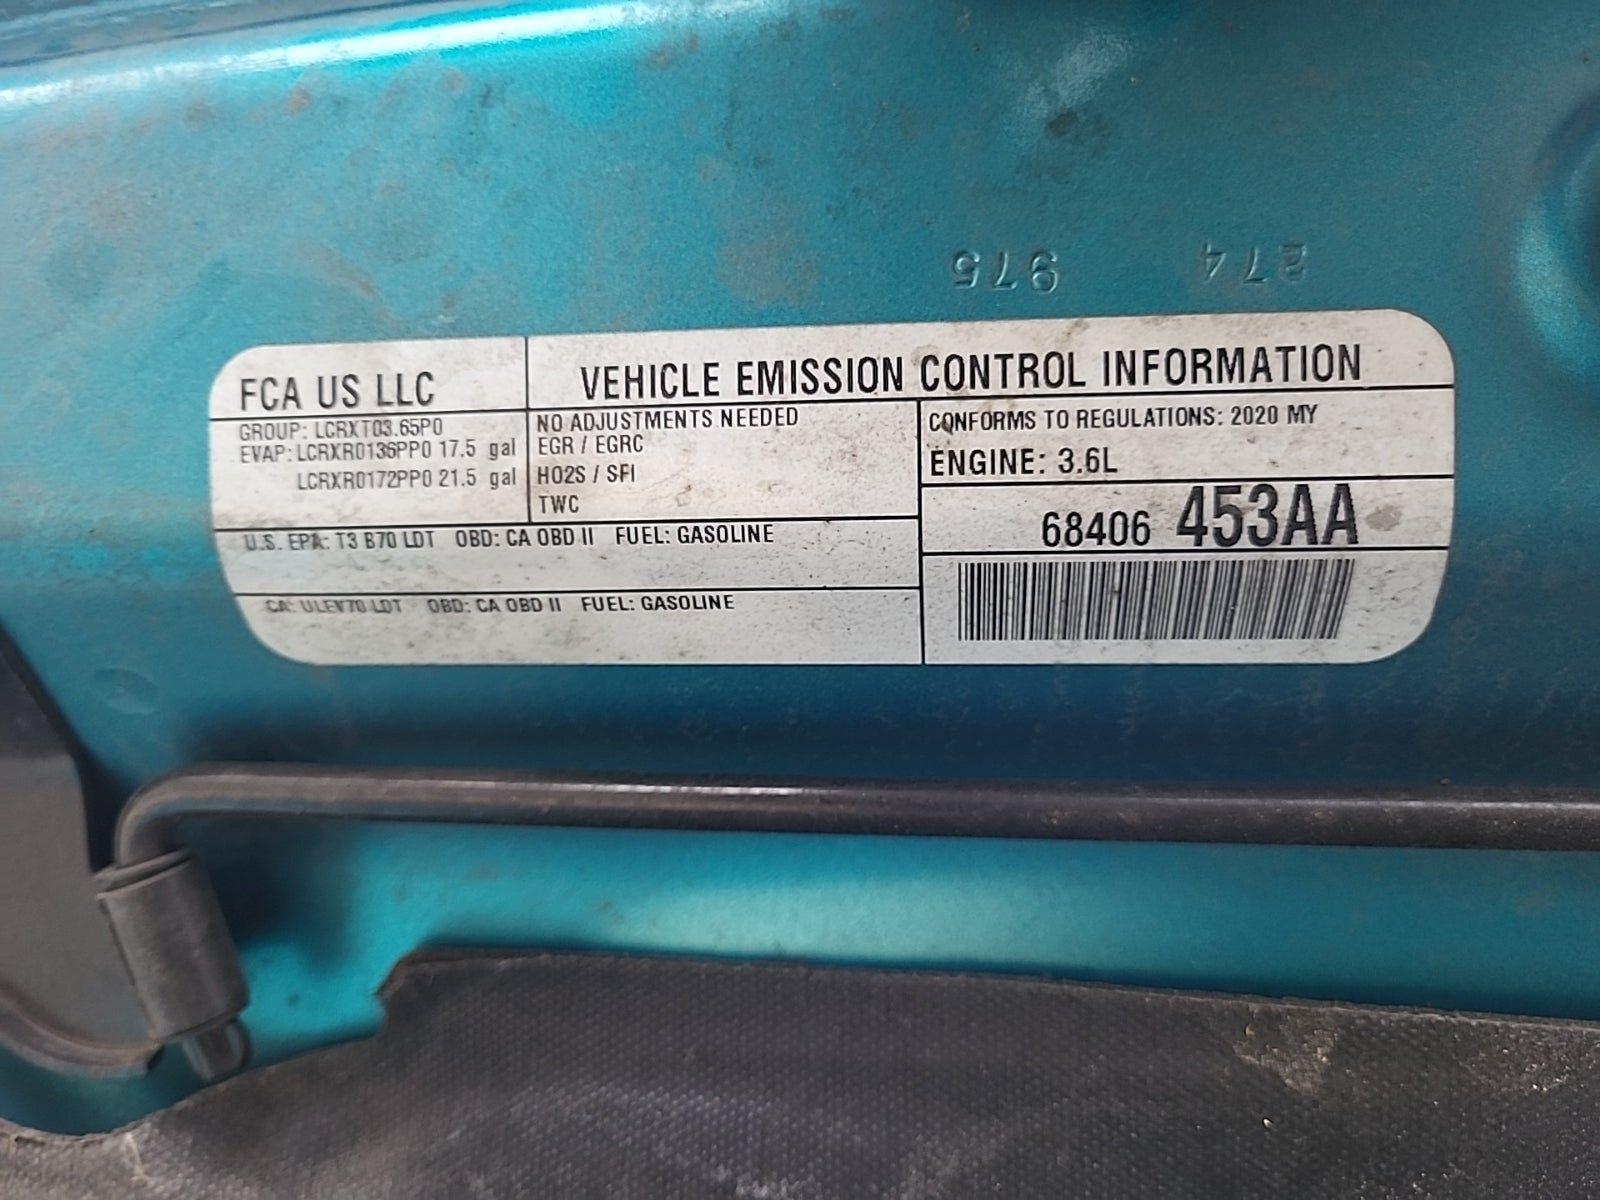 975 274
FCA US LLC
VEHICLE EMISSION CONTROL INFORMATION
GROUP: LCRXT03.65P0
EVAP: LCRXR0136PP0 17.5 gal
LCRXR0172PP0 21.5 gal
NO ADJUSTMENTS NEEDED
EGR / EGRC
HO2S / SFI
TWC
CONFORMS TO REGULATIONS: 2020 MY
ENGINE: 3.6L
68406 453AA
U.S. EPA: T3 B70 LDT OBD: CA OBD II FUEL: GASOLINE
CA: ULEV70 LDT OBD: CA OBD II FUEL: GASOLINE